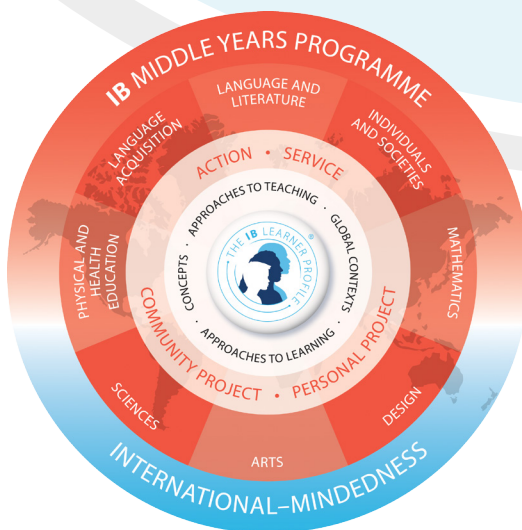 IB MIDDLE YEARS PROGRAMME
LANGUAGE AND
LITERATURE
INDIVIDUALS
AND SOCIETIES
MATHEMATICS
DESIGN
ARTS
SCIENCES
PHYSICAL AND
HEALTH
EDUCATION
LANGUAGE
ACQUISITION
ACTION • SERVICE
PERSONAL PROJECT •
COMMUNITY PROJECT
APPROACHES TO TEACHING ·
GLOBAL CONTEXTS ·
APPROACHES TO LEARNING ·
CONCEPTS ·
THE IB LEARNER PROFILE ®
INTERNATIONAL–MINDEDNESS